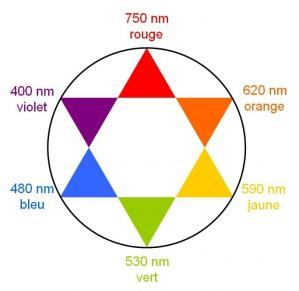 750 nm
rouge
400 nm
violet
620 nm
orange
480 nm
bleu
590 nm
jaune
530 nm
vert